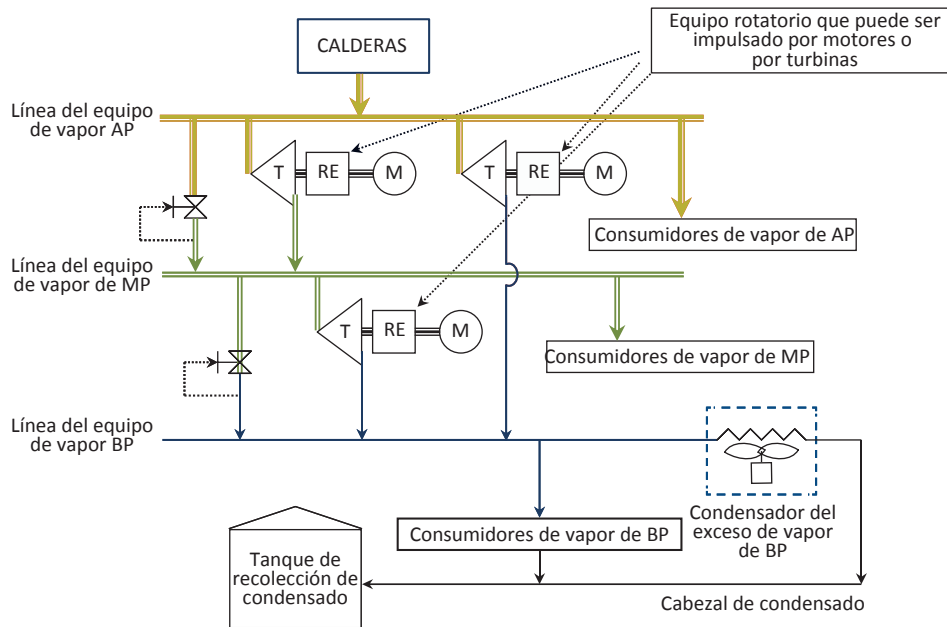 CALDERAS
Equipo rotatorio que puede ser
impulsado por motores o
por turbinas
Línea del equipo
de vapor AP
T
RE
M
T
RE
M
Consumidores de vapor de AP
Línea del equipo
de vapor de MP
T
RE
M
Consumidores de vapor de MP
Línea del equipo
de vapor BP
Consumidores de vapor de BP
Condensador del
exceso de vapor
de BP
Tanque de
recolección de
condensado
Cabezal de condensado